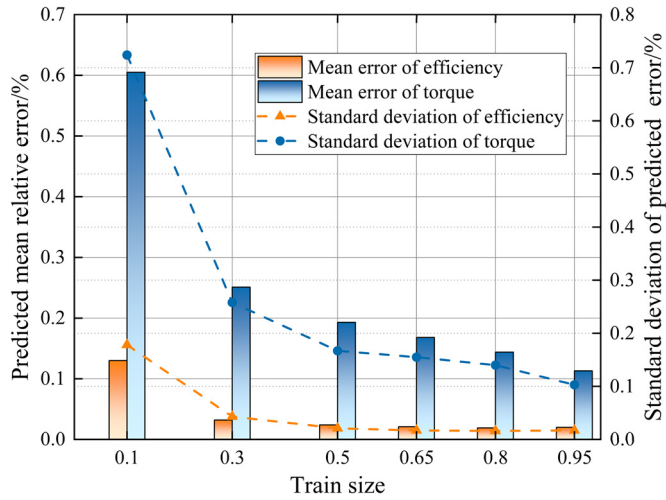 Predicted mean relative error/%
0.7
0.6
0.5
0.4
0.3
0.2
0.1
0.0
Mean error of efficiency
Mean error of torque
Standard deviation of efficiency
Standard deviation of torque
0.8
0.7
0.6
0.5
0.4
0.3
0.2
0.1
0.0
Standard deviation of predicted error/%
0.1 0.3 0.5 0.65 0.8 0.95
Train size